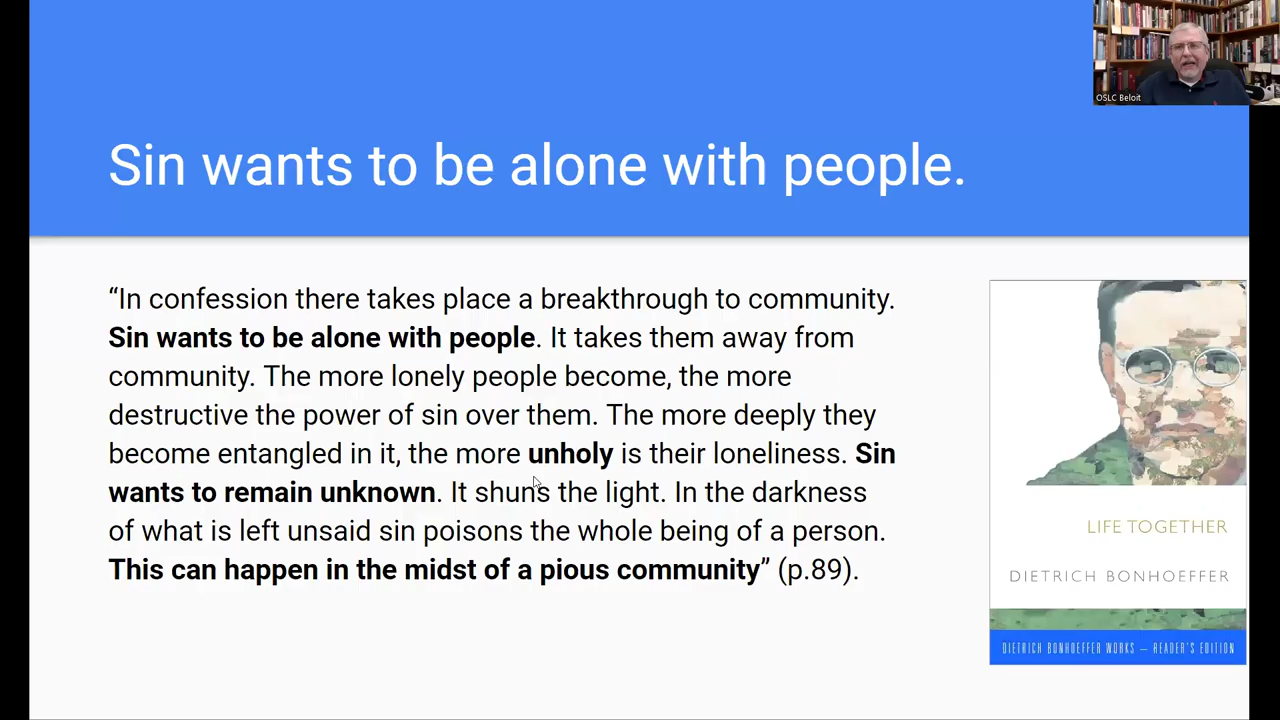 OSLC Beloit
Sin wants to be alone with people.
“In confession there takes place a breakthrough to community.
Sin wants to be alone with people. It takes them away from
community. The more lonely people become, the more
destructive the power of sin over them. The more deeply they
become entangled in it, the more unholy is their loneliness. Sin
wants to remain unknown. It shuns the light. In the darkness
of what is left unsaid sin poisons the whole being of a person.
This can happen in the midst of a pious community” (p.89).
LIFE TOGETHER
DIETRICH BONHOEFFER
DIETRICH BONHOEFFER WORKS — READER'S EDITION